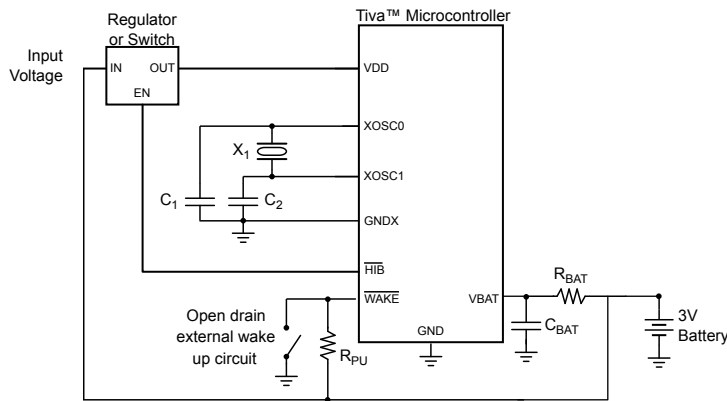 Tiva™ Microcontroller
Regulator
or Switch
Input
Voltage
IN
OUT
EN
VDD
XOSC0
X1
XOSC1
C1
C2
GNDX
HIB
WAKE
VBAT
RBAT
Open drain
external wake
up circuit
RPU
GND
CBAT
3V
Battery